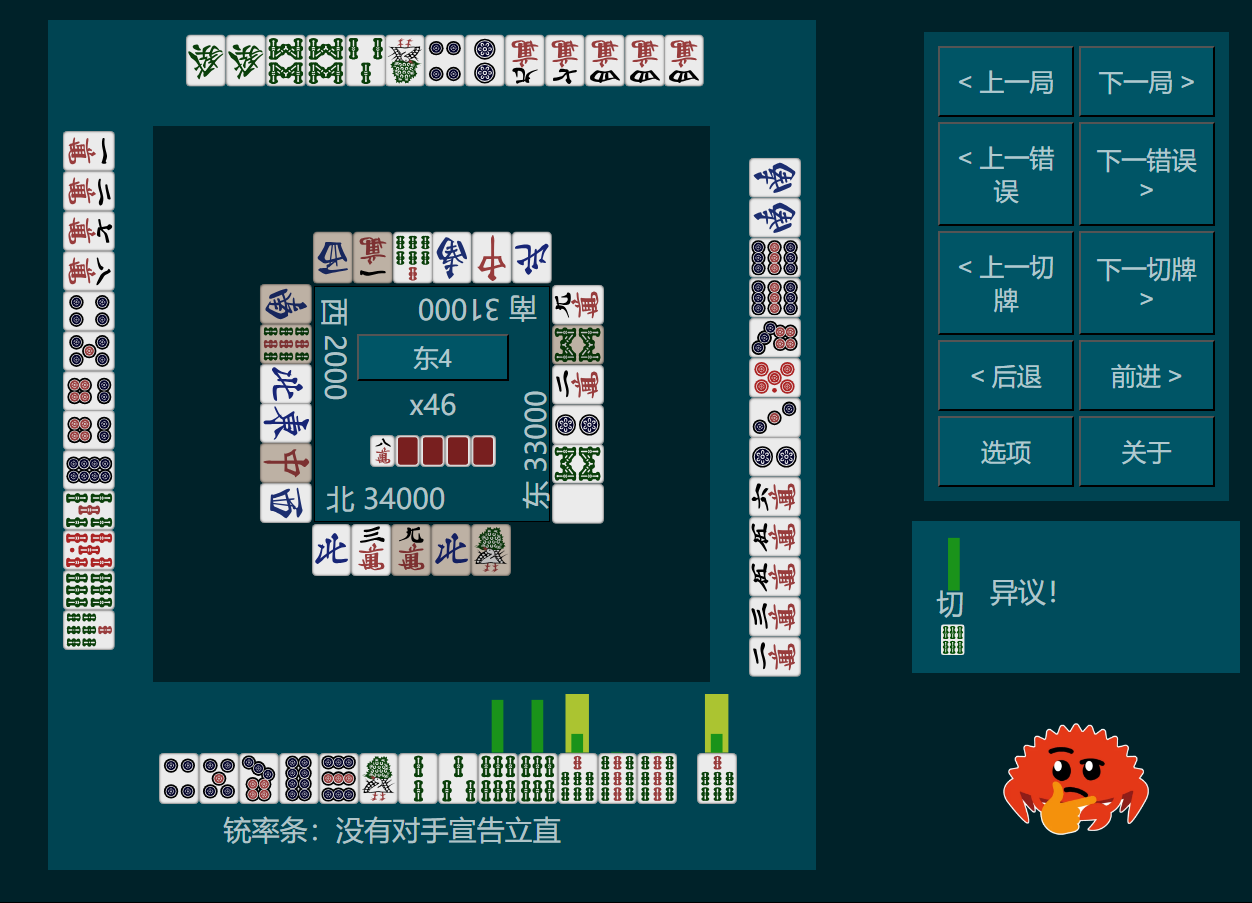 < 上一局
下一局 >
< 上一错误
下一错误 >
< 上一切牌
下一切牌 >
< 后退
前进 >
选项
关于
南 31000
西 2000
东4
x46
东 33000
北 34000
切
异议！
铳率条：没有对手宣告立直